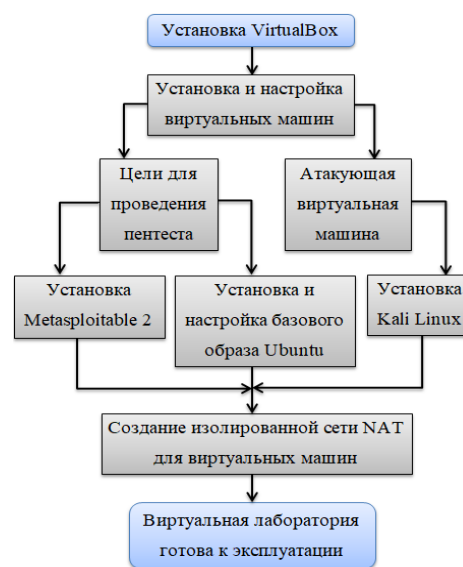 Установка VirtualBox
Установка и настройка
виртуальных машин
Цели для
проведения
пентеста
Атакующая
виртуальная
машина
Установка
Metasploitable 2
Установка и
настройка базового
образа Ubuntu
Установка
Kali Linux
Создание изолированной сети NAT
для виртуальных машин
Виртуальная лаборатория
готова к эксплуатации